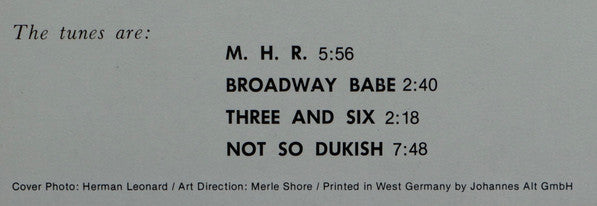 The tunes are:
M. H. R. 5:56
BROADWAY BABE 2:40
THREE AND SIX 2:18
NOT SO DUKISH 7:48
Cover Photo: Herman Leonard / Art Direction: Merle Shore / Printed in West Germany by Johannes Alt GmbH